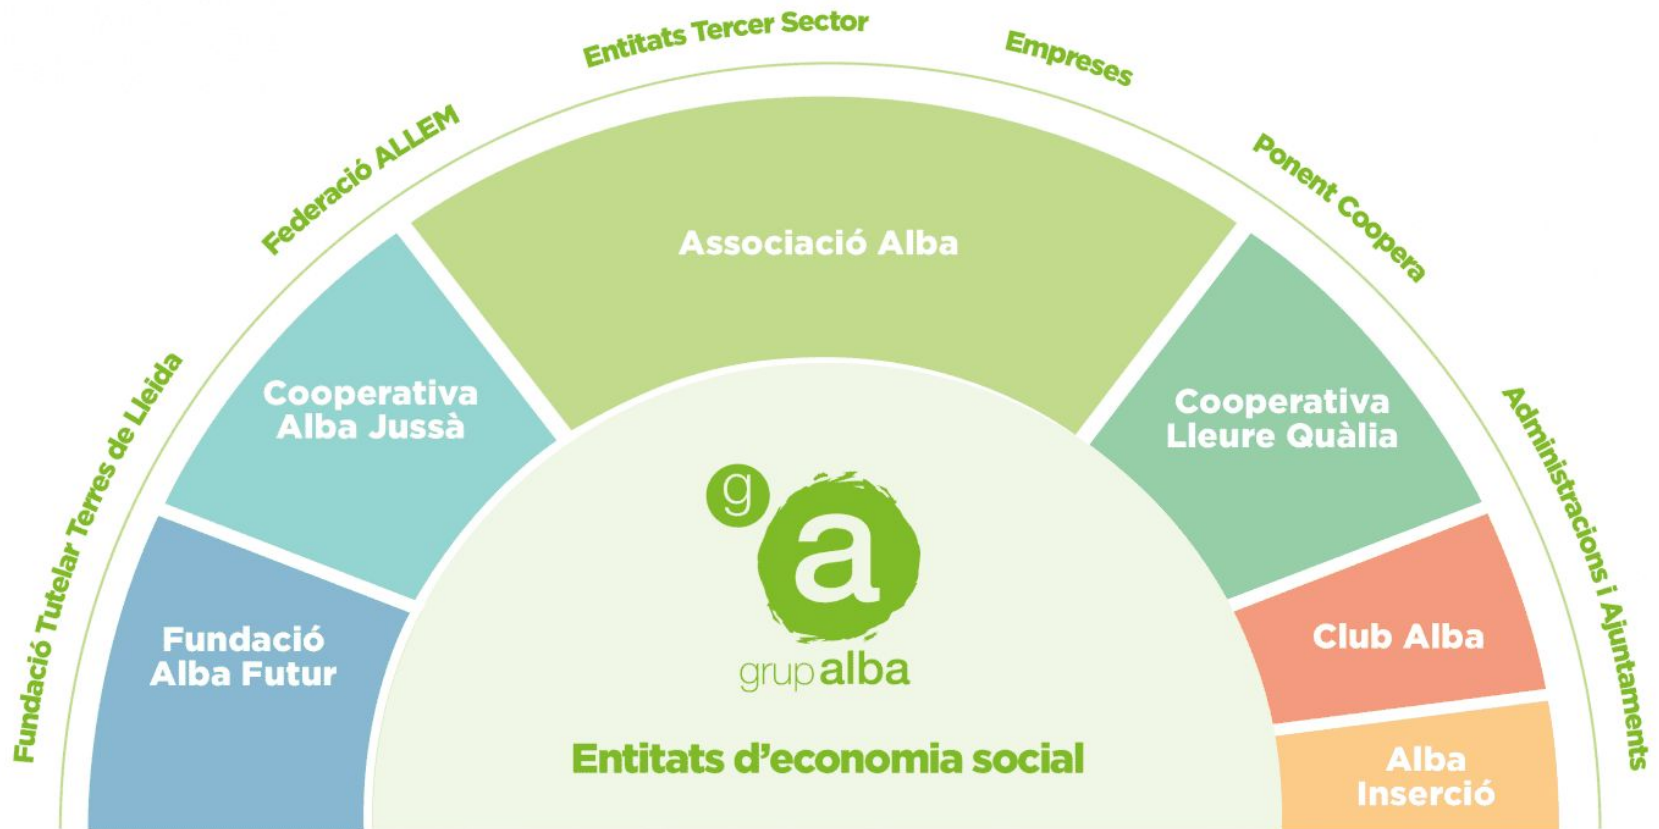 Fundació Tutelar Terres de Lleida
Federació ALLEM
Entitats Tercer Sector
Empreses
Ponent Coopera
Administracions i Ajuntaments
Fundació
Alba Futur
Cooperativa
Alba Jussà
Associació Alba
Cooperativa
Lleure Quàlia
Club Alba
Alba
Inserció
g
a
grup alba
Entitats d’economia social